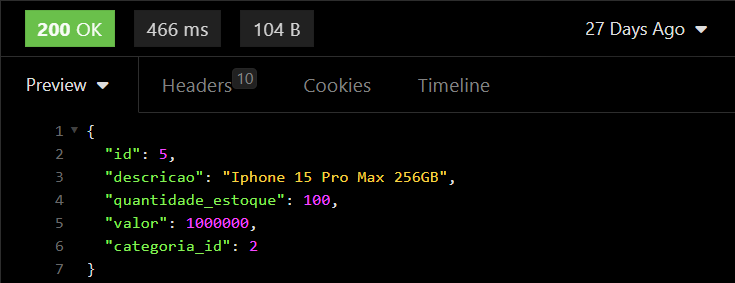 200 OK 466 ms 104 B 27 Days Ago
Preview Headers 10 Cookies Timeline
1 {
2 "id": 5,
3 "descricao": "Iphone 15 Pro Max 256GB",
4 "quantidade_estoque": 100,
5 "valor": 1000000,
6 "categoria_id": 2
7 }